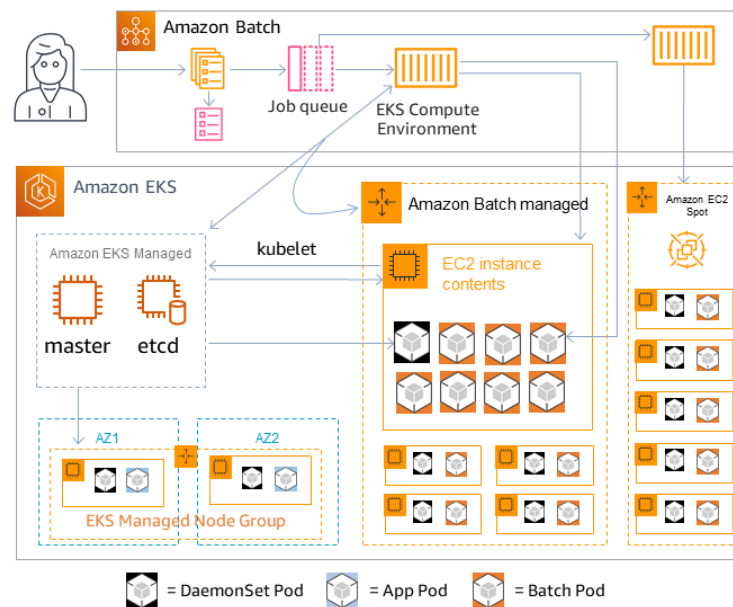 Amazon Batch
Job queue
EKS Compute
Environment
Amazon EKS
Amazon EKS Managed
master
etcd
kubelet
Amazon Batch managed
EC2 instance
contents
Amazon EC2
Spot
AZ1
AZ2
EKS Managed Node Group
= DaemonSet Pod
= App Pod
= Batch Pod